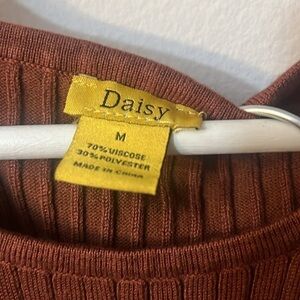 Daisy
M
70% VISCOSE
30% POLYESTER
MADE IN CHINA